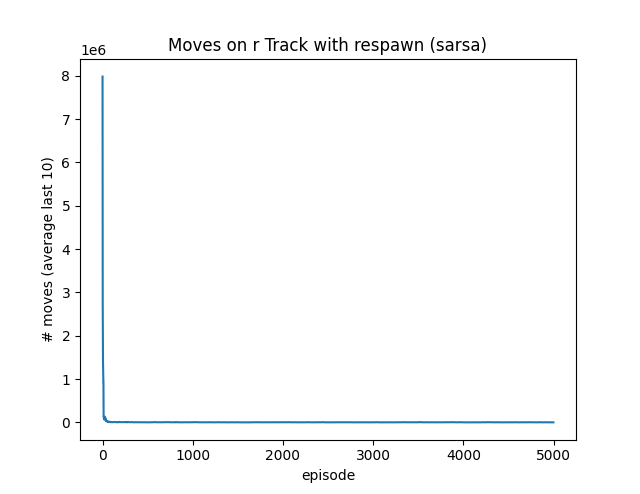 Moves on r Track with respawn (sarsa)
1e6
8
7
6
5
4
3
2
1
0
# moves (average last 10)
0 1000 2000 3000 4000 5000
episode